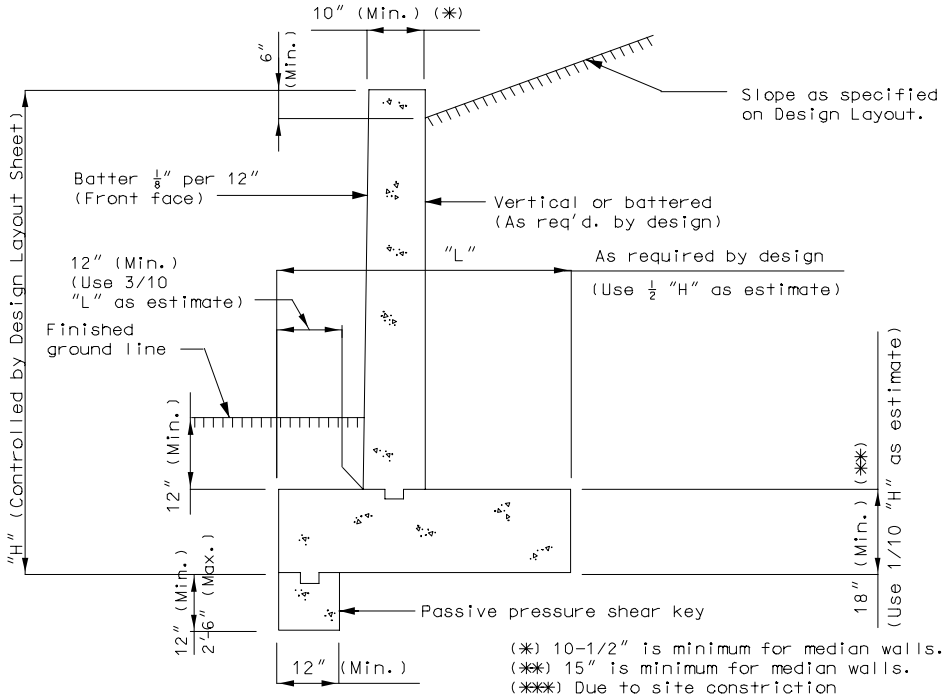 10" (Min.) (*)
6"
(Min.)
Slope as specified
on Design Layout.
Batter 1/8" per 12"
(Front face)
Vertical or battered
(As req'd. by design)
"H" (Controlled by Design Layout Sheet)
12" (Min.)
(Use 3/10
"L" as estimate)
"L"
As required by design
(Use 1/2 "H" as estimate)
Finished
ground line
12" (Min.)
18" (Min.) (**)
(Use 1/10 "H" as estimate)
12" (Min.)
2'-6" (Max.)
Passive pressure shear key
12" (Min.)
(*) 10-1/2" is minimum for median walls.
(**) 15" is minimum for median walls.
(***) Due to site constriction